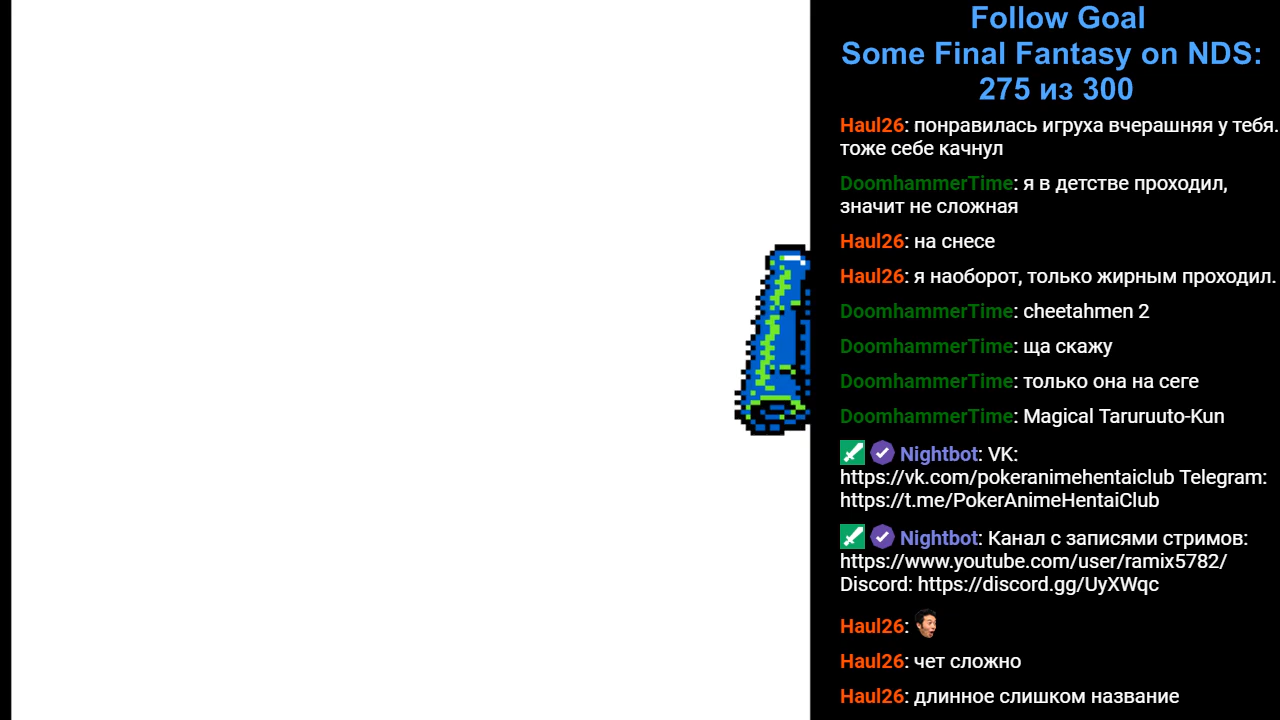 Follow Goal
Some Final Fantasy on NDS:
275 из 300
Haul26: понравилась игруха вчерашняя у тебя.
тоже себе качнул
DoomhammerTime: я в детстве проходил,
значит не сложная
Haul26: на снесе
Haul26: я наоборот, только жирным проходил.
DoomhammerTime: cheetahmen 2
DoomhammerTime: ща скажу
DoomhammerTime: только она на сеге
DoomhammerTime: Magical Taruruuto-Kun
Nightbot: VK:
https://vk.com/pokeranimehentaiclub Telegram:
https://t.me/PokerAnimeHentaiClub
Nightbot: Канал с записями стримов:
https://www.youtube.com/user/ramix5782/
Discord: https://discord.gg/UyXWqc
Haul26:
Haul26: чет сложно
Haul26: длинное слишком название